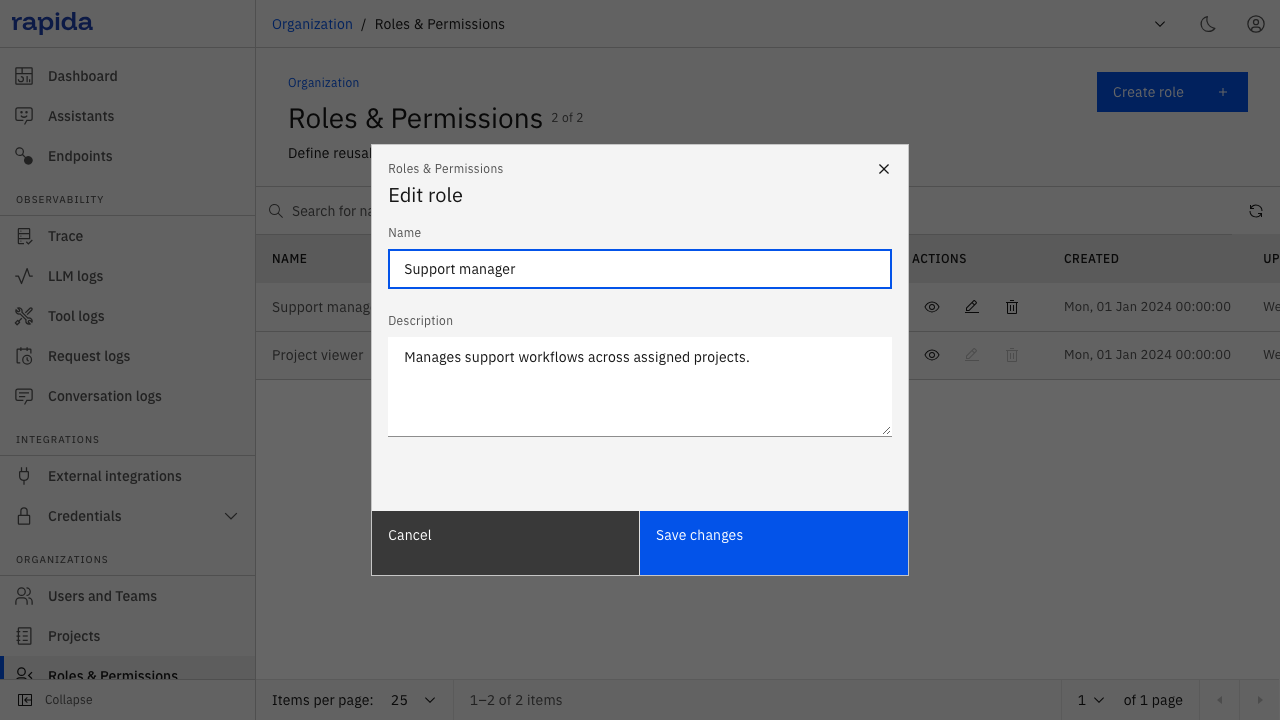 rapida
Organization / Roles & Permissions
Dashboard
Assistants
Endpoints
OBSERVABILITY
Trace
LLM logs
Tool logs
Request logs
Conversation logs
INTEGRATIONS
External integrations
Credentials
ORGANIZATIONS
Users and Teams
Projects
Roles & Permissions
Collapse
Organization
Roles & Permissions 2 of 2
Create role +
Define
Search for
NAME ACTIONS CREATED
Support Mon, 01 Jan 2024 00:00:00
Project viewer Mon, 01 Jan 2024 00:00:00
Roles & Permissions
Edit role
Name
Support manager
Description
Manages support workflows across assigned projects.
Cancel
Save changes
Items per page: 25 1–2 of 2 items 1 of 1 page